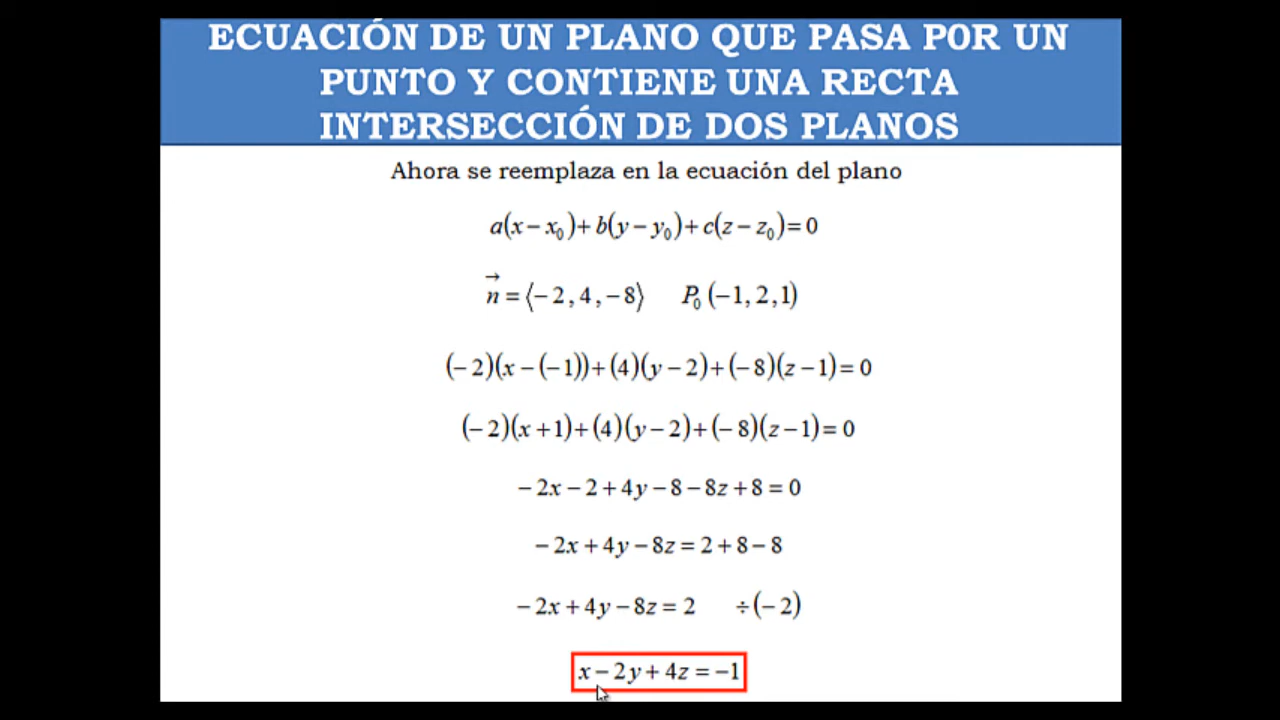 ECUACIÓN DE UN PLANO QUE PASA POR UN
PUNTO Y CONTIENE UNA RECTA
INTERSECCIÓN DE DOS PLANOS
Ahora se reemplaza en la ecuación del plano
a(x−x₀)+b(y−y₀)+c(z−z₀)=0
n⃗ = ⟨−2, 4, −8⟩ P₀ (−1, 2, 1)
(−2)(x−(−1))+(4)(y−2)+(−8)(z−1)=0
(−2)(x+1)+(4)(y−2)+(−8)(z−1)=0
−2x−2+4y−8−8z+8=0
−2x+4y−8z=2+8−8
−2x+4y−8z=2 ÷(−2)
x−2y+4z=−1